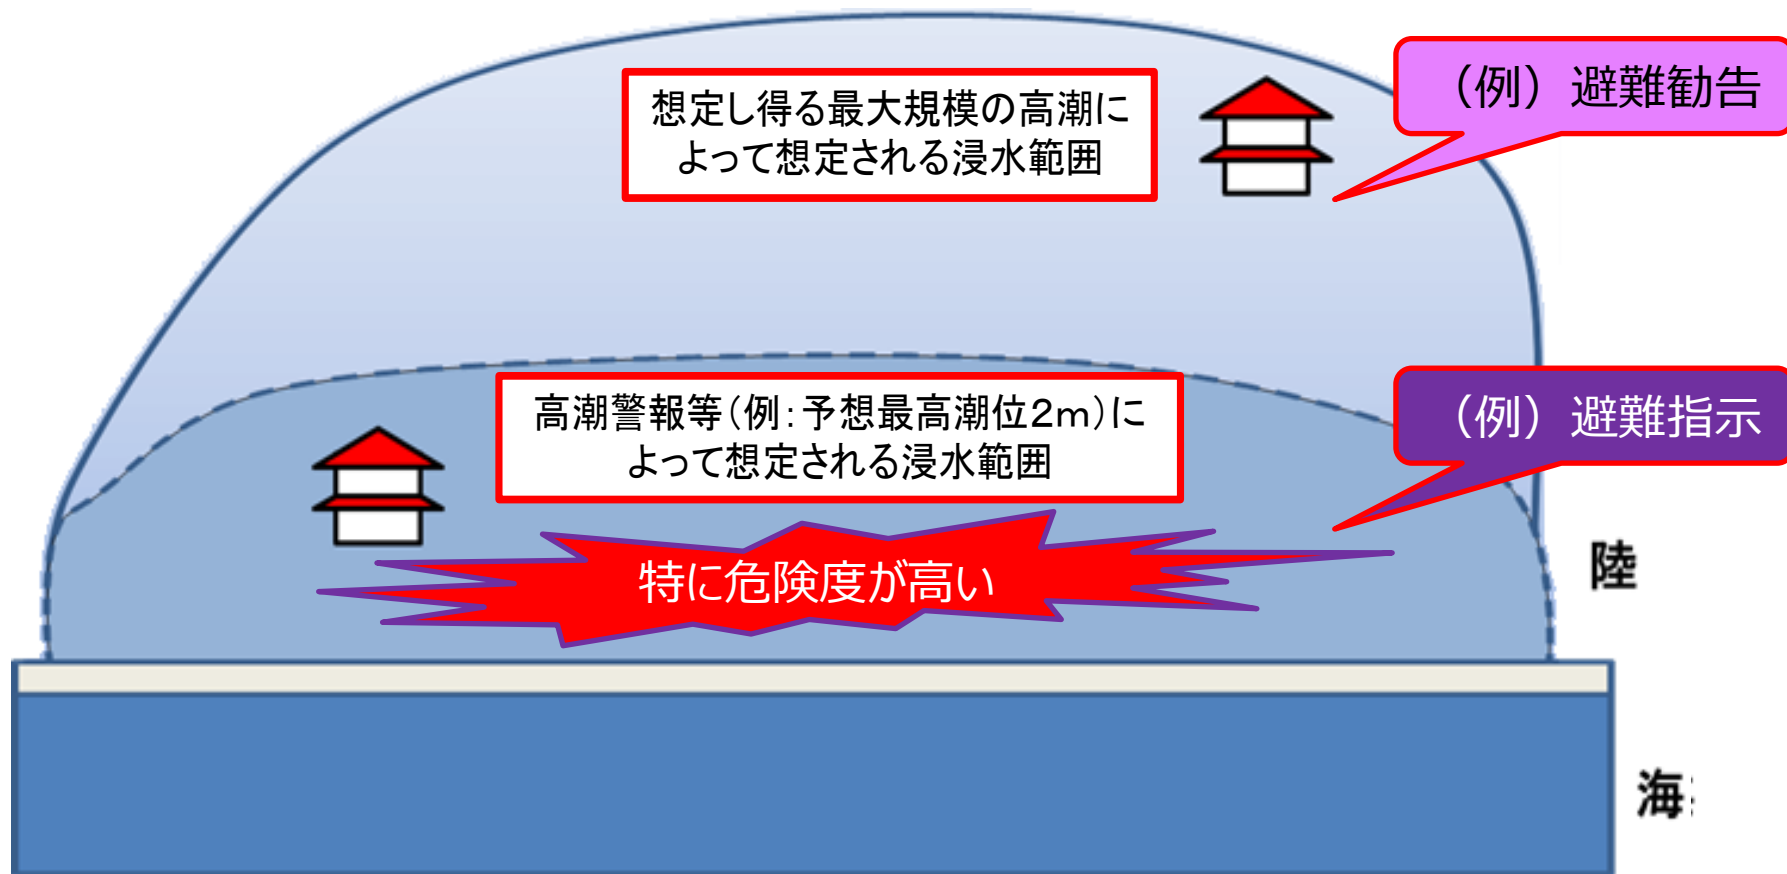 (例)避難勧告
想定し得る最大規模の高潮に
よって想定される浸水範囲
高潮警報等(例:予想最高潮位2m)に
よって想定される浸水範囲
(例)避難指示
特に危険度が高い
陸
海